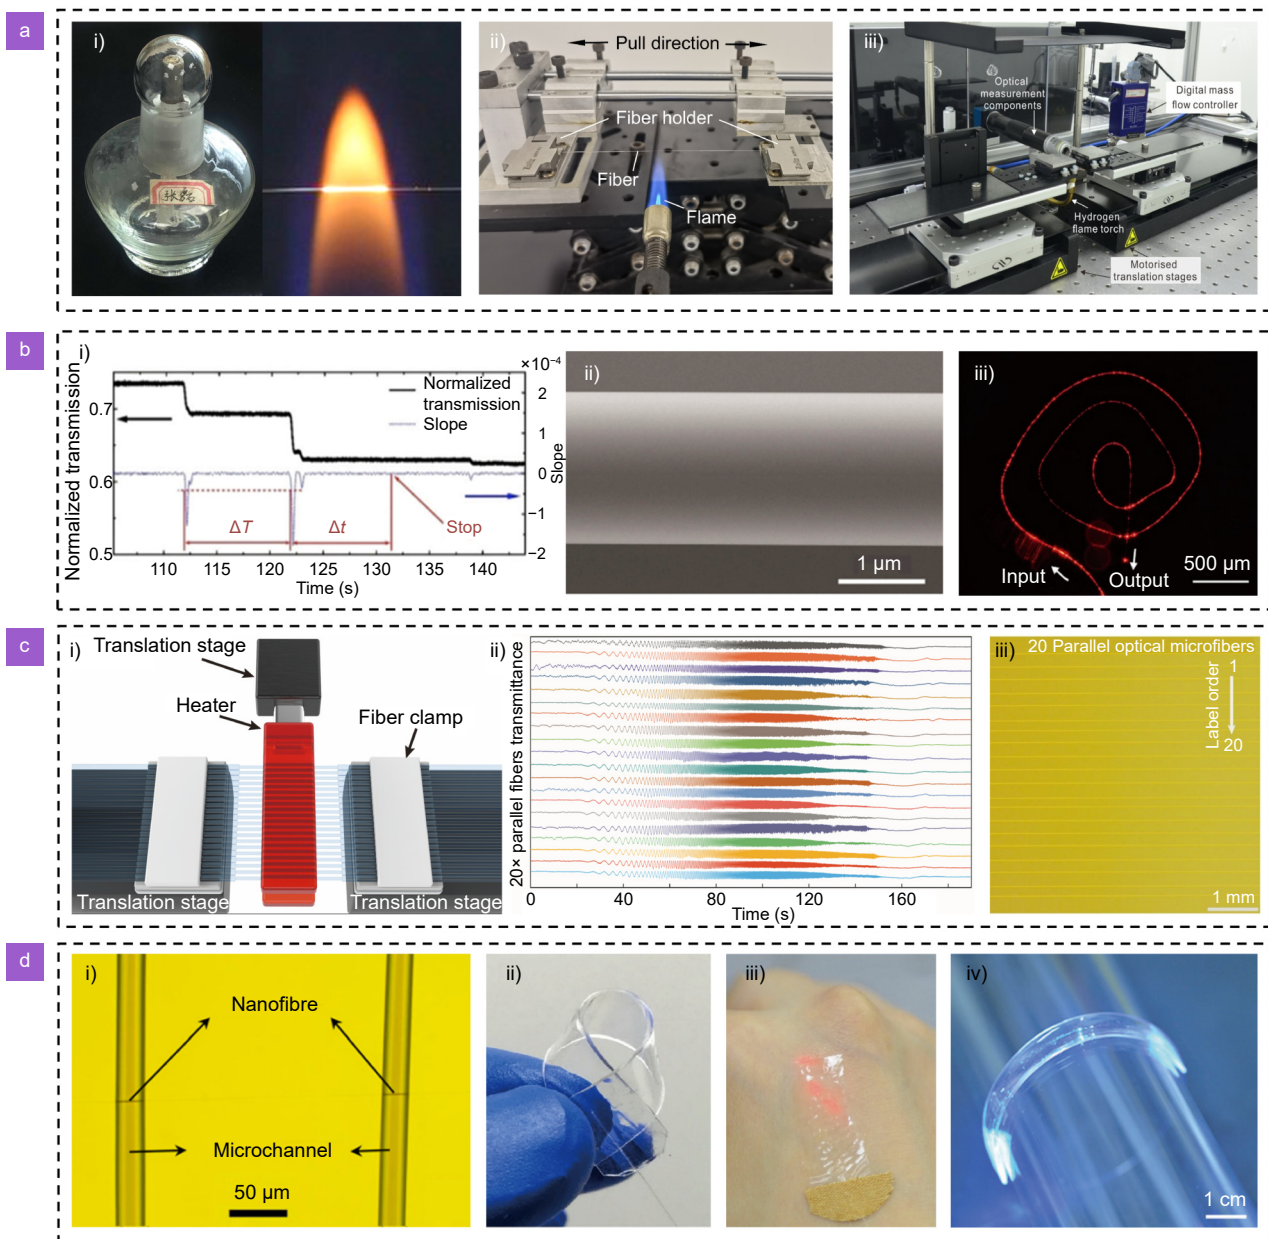 a
i)
张磊
ii)
Pull direction
Fiber holder
Fiber
Flame
iii)
Optical
measurement
components
Digital mass
flow controller
Hydrogen
flame torch
Motorised
translation stages
b
i)
×10⁻⁴
Normalized transmission
0.7
0.6
0.5
Normalized
transmission
Slope
2
1
0
−1
−2
Slope
ΔT
Δt
Stop
110
115
120
125
130
135
140
Time (s)
ii)
1 µm
iii)
Input
Output
500 µm
c
i)
Translation stage
Heater
Fiber clamp
Translation stage
Translation stage
ii)
20× parallel fibers transmittance
0
40
80
120
160
Time (s)
iii)
20 Parallel optical microfibers
Label order
1
20
1 mm
d
i)
Nanofibre
Microchannel
50 µm
ii)
iii)
iv)
1 cm